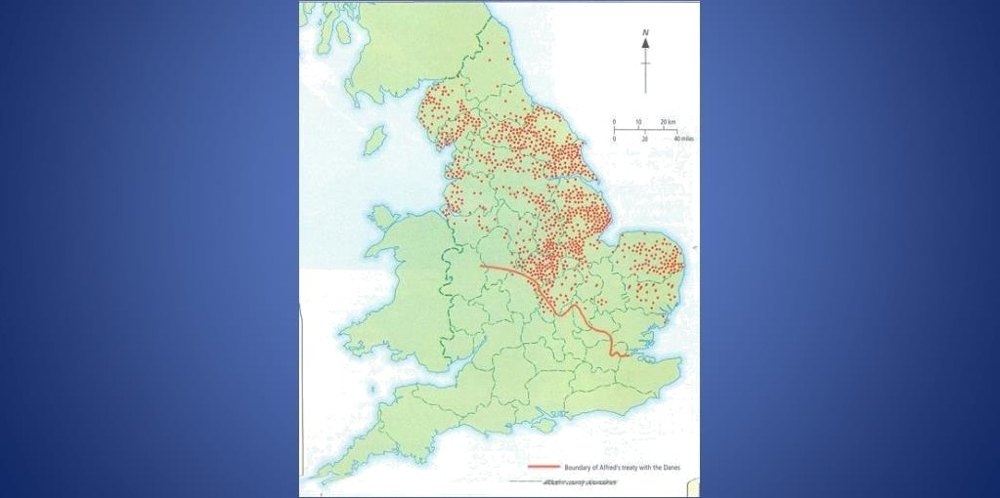 N
0 10 20 km
0 20 40 miles
Boundary of Alfred's treaty with the Danes